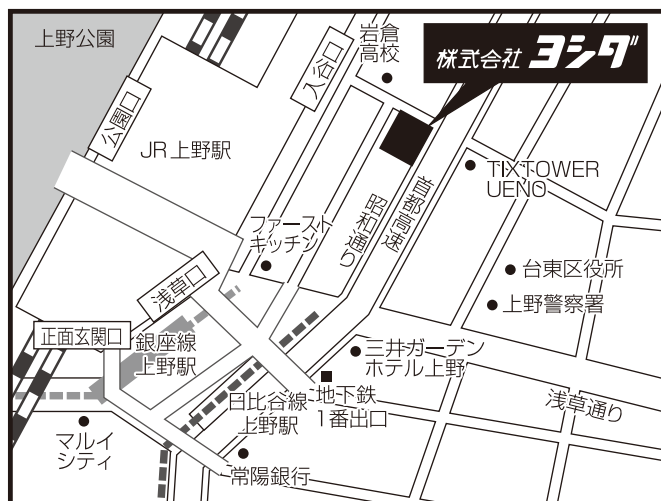 上野公園
岩倉
高校
株式会社 ヨシダ
入谷口
公園口
JR上野駅
TIXTOWER
UENO
首都高速
昭和通り
ファースト
キッチン
台東区役所
浅草口
上野警察署
正面玄関口
銀座線
上野駅
三井ガーデン
ホテル上野
地下鉄
1番出口
日比谷線
上野駅
浅草通り
マルイ
シティ
常陽銀行